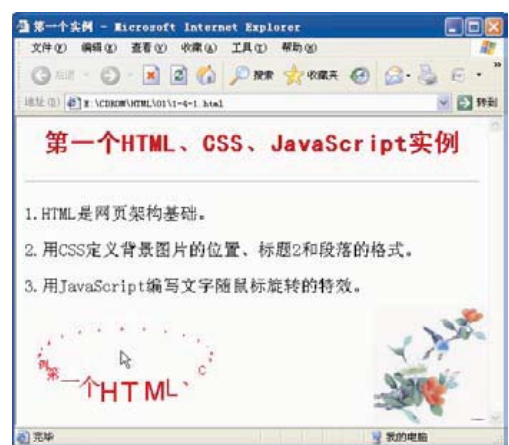 第一个实例 - Microsoft Internet Explorer
文件(F) 编辑(E) 查看(V) 收藏(A) 工具(T) 帮助(H)
后退 搜索 收藏夹
地址(D) E:\CDROM\HTML\01\1-4-1.html 转到
第一个HTML、CSS、JavaScript实例
1.HTML是网页架构基础。
2.用CSS定义背景图片的位置、标题2和段落的格式。
3.用JavaScript编写文字随鼠标旋转的特效。
例第一个HTML、C
完毕 我的电脑